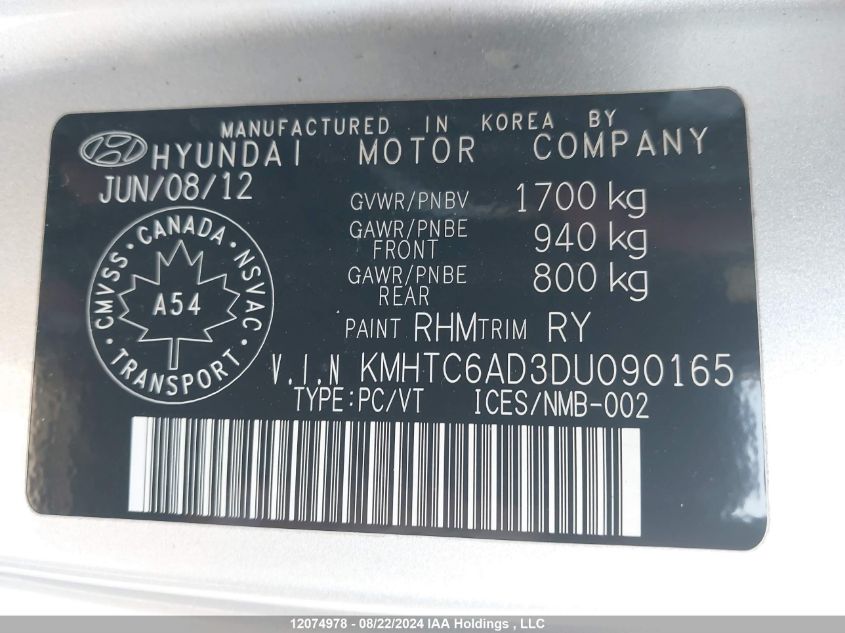 MANUFACTURED IN KOREA BY
HYUNDAI MOTOR COMPANY
JUN/08/12
GVWR/PNBV 1700 kg
GAWR/PNBE FRONT 940 kg
GAWR/PNBE REAR 800 kg
CANADA · NSVAC · TRANSPORT · CMVSS ·
A54
PAINT RHM TRIM RY
V.I.N KMHTC6AD3DU090165
TYPE:PC/VT ICES/NMB-002
12074978 - 08/22/2024 IAA Holdings, LLC